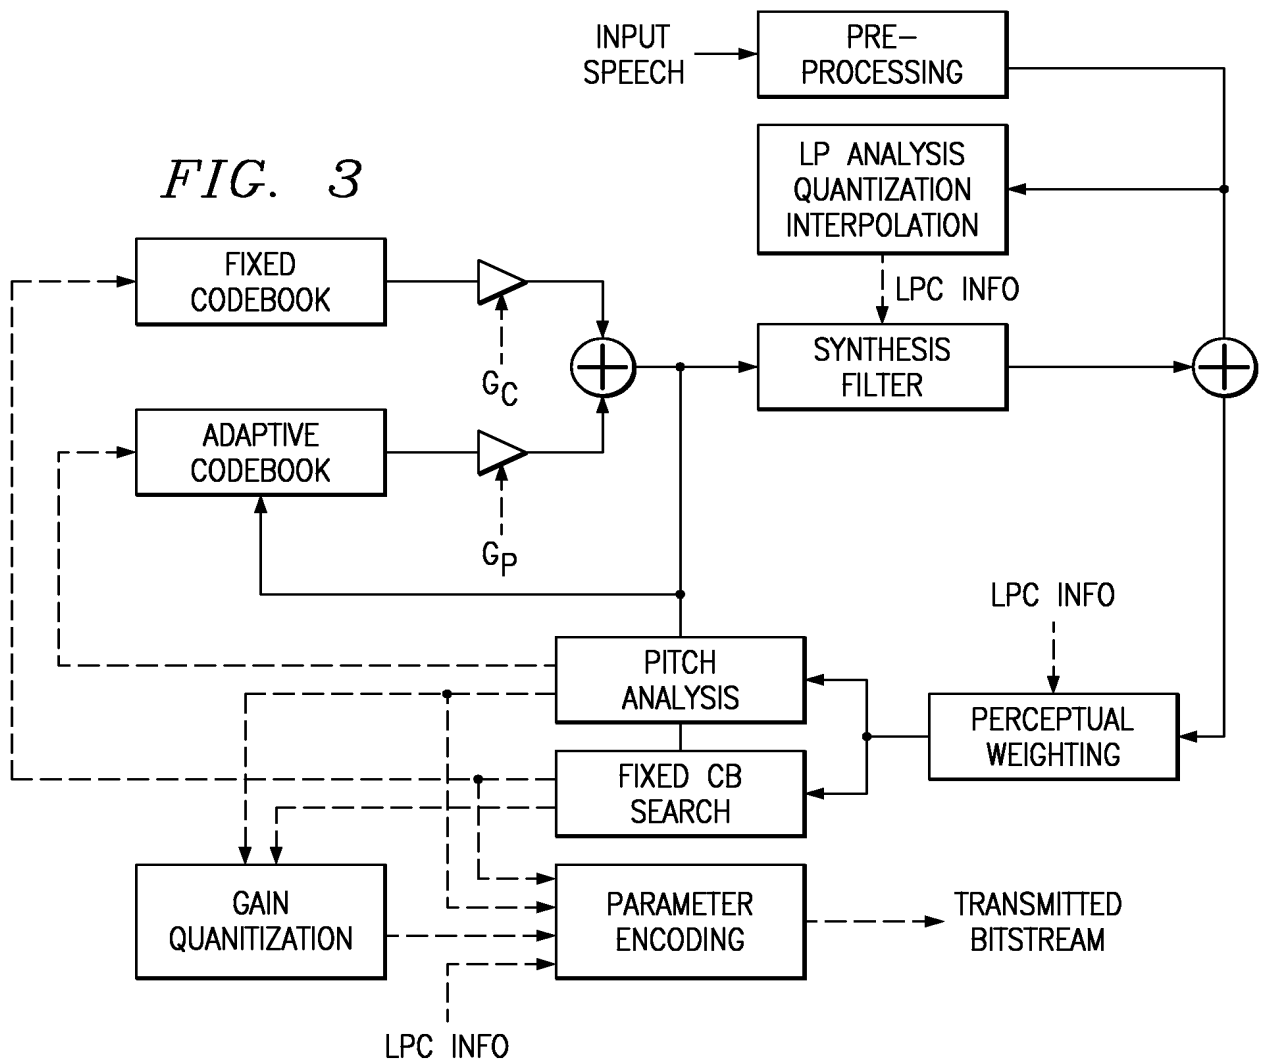 INPUT
SPEECH
PRE-
PROCESSING
FIG. 3
LP ANALYSIS
QUANTIZATION
INTERPOLATION
LPC INFO
FIXED
CODEBOOK
GC
SYNTHESIS
FILTER
ADAPTIVE
CODEBOOK
GP
LPC INFO
PITCH
ANALYSIS
PERCEPTUAL
WEIGHTING
FIXED CB
SEARCH
GAIN
QUANITIZATION
PARAMETER
ENCODING
TRANSMITTED
BITSTREAM
LPC INFO